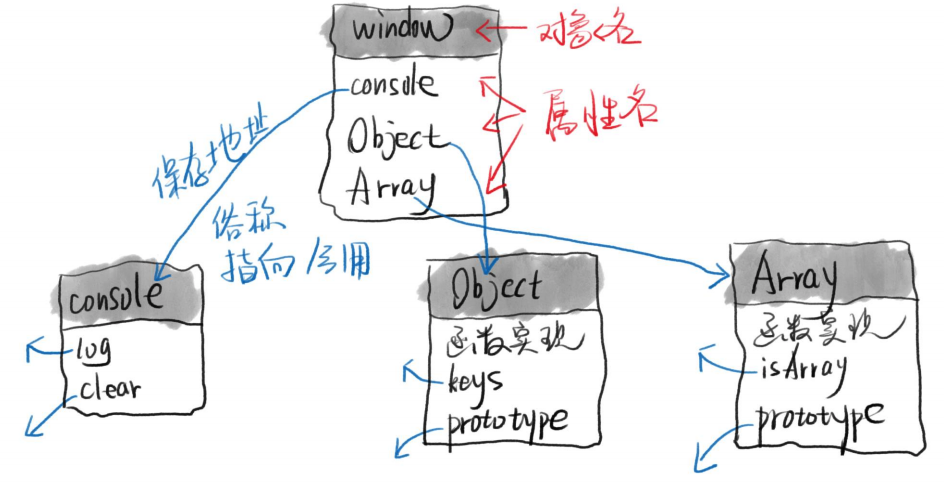 window
对象名
console
Object
Array
属性名
保存地址
俗称
指向/引用
console
log
clear
Object
函数实现
keys
prototype
Array
函数实现
isArray
prototype